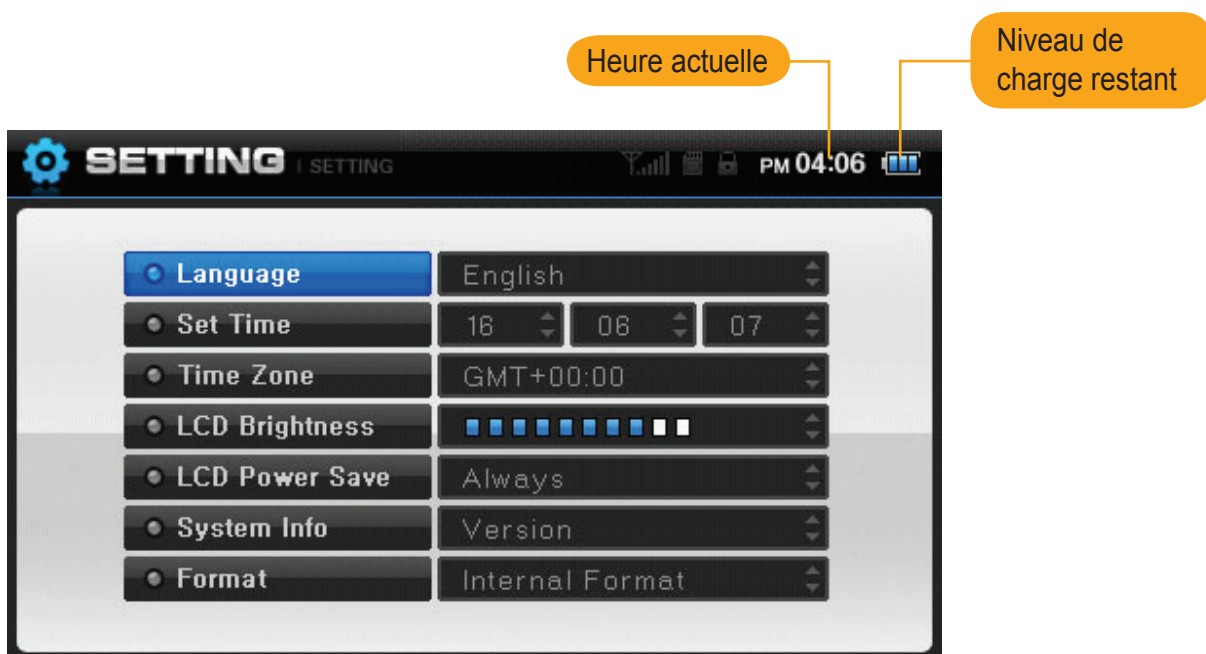 Heure actuelle
Niveau de
charge restant
SETTING | SETTING PM 04:06
Language English
Set Time 16 06 07
Time Zone GMT+00:00
LCD Brightness
LCD Power Save Always
System Info Version
Format Internal Format